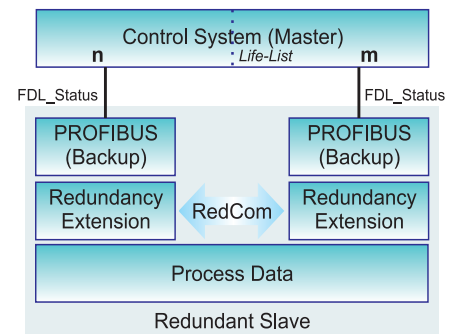 Control System (Master)
n Life-List m
FDL_Status FDL_Status
PROFIBUS PROFIBUS
(Backup) (Backup)
Redundancy RedCom Redundancy
Extension Extension
Process Data
Redundant Slave